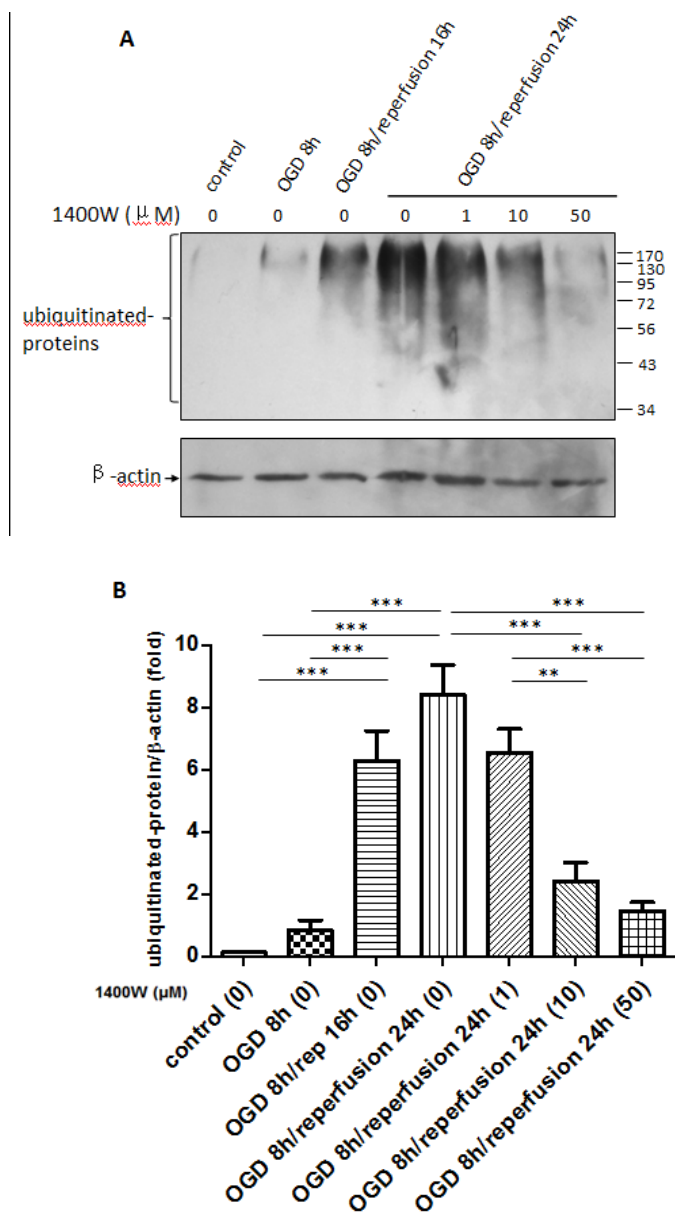 A
control
OGD 8h
OGD 8h/reperfusion 16h
OGD 8h/reperfusion 24h
1400W (μM) 0 0 0 0 1 10 50
170
130
95
72
56
43
34
ubiquitinated-
proteins
β-actin
B
ubiquitinated-protein/β-actin (fold)
10
8
6
4
2
0
*** ***
*** ***
*** ***
*** **
1400W (μM)
control (0)
OGD 8h (0)
OGD 8h/rep 16h (0)
OGD 8h/reperfusion 24h (0)
OGD 8h/reperfusion 24h (1)
OGD 8h/reperfusion 24h (10)
OGD 8h/reperfusion 24h (50)